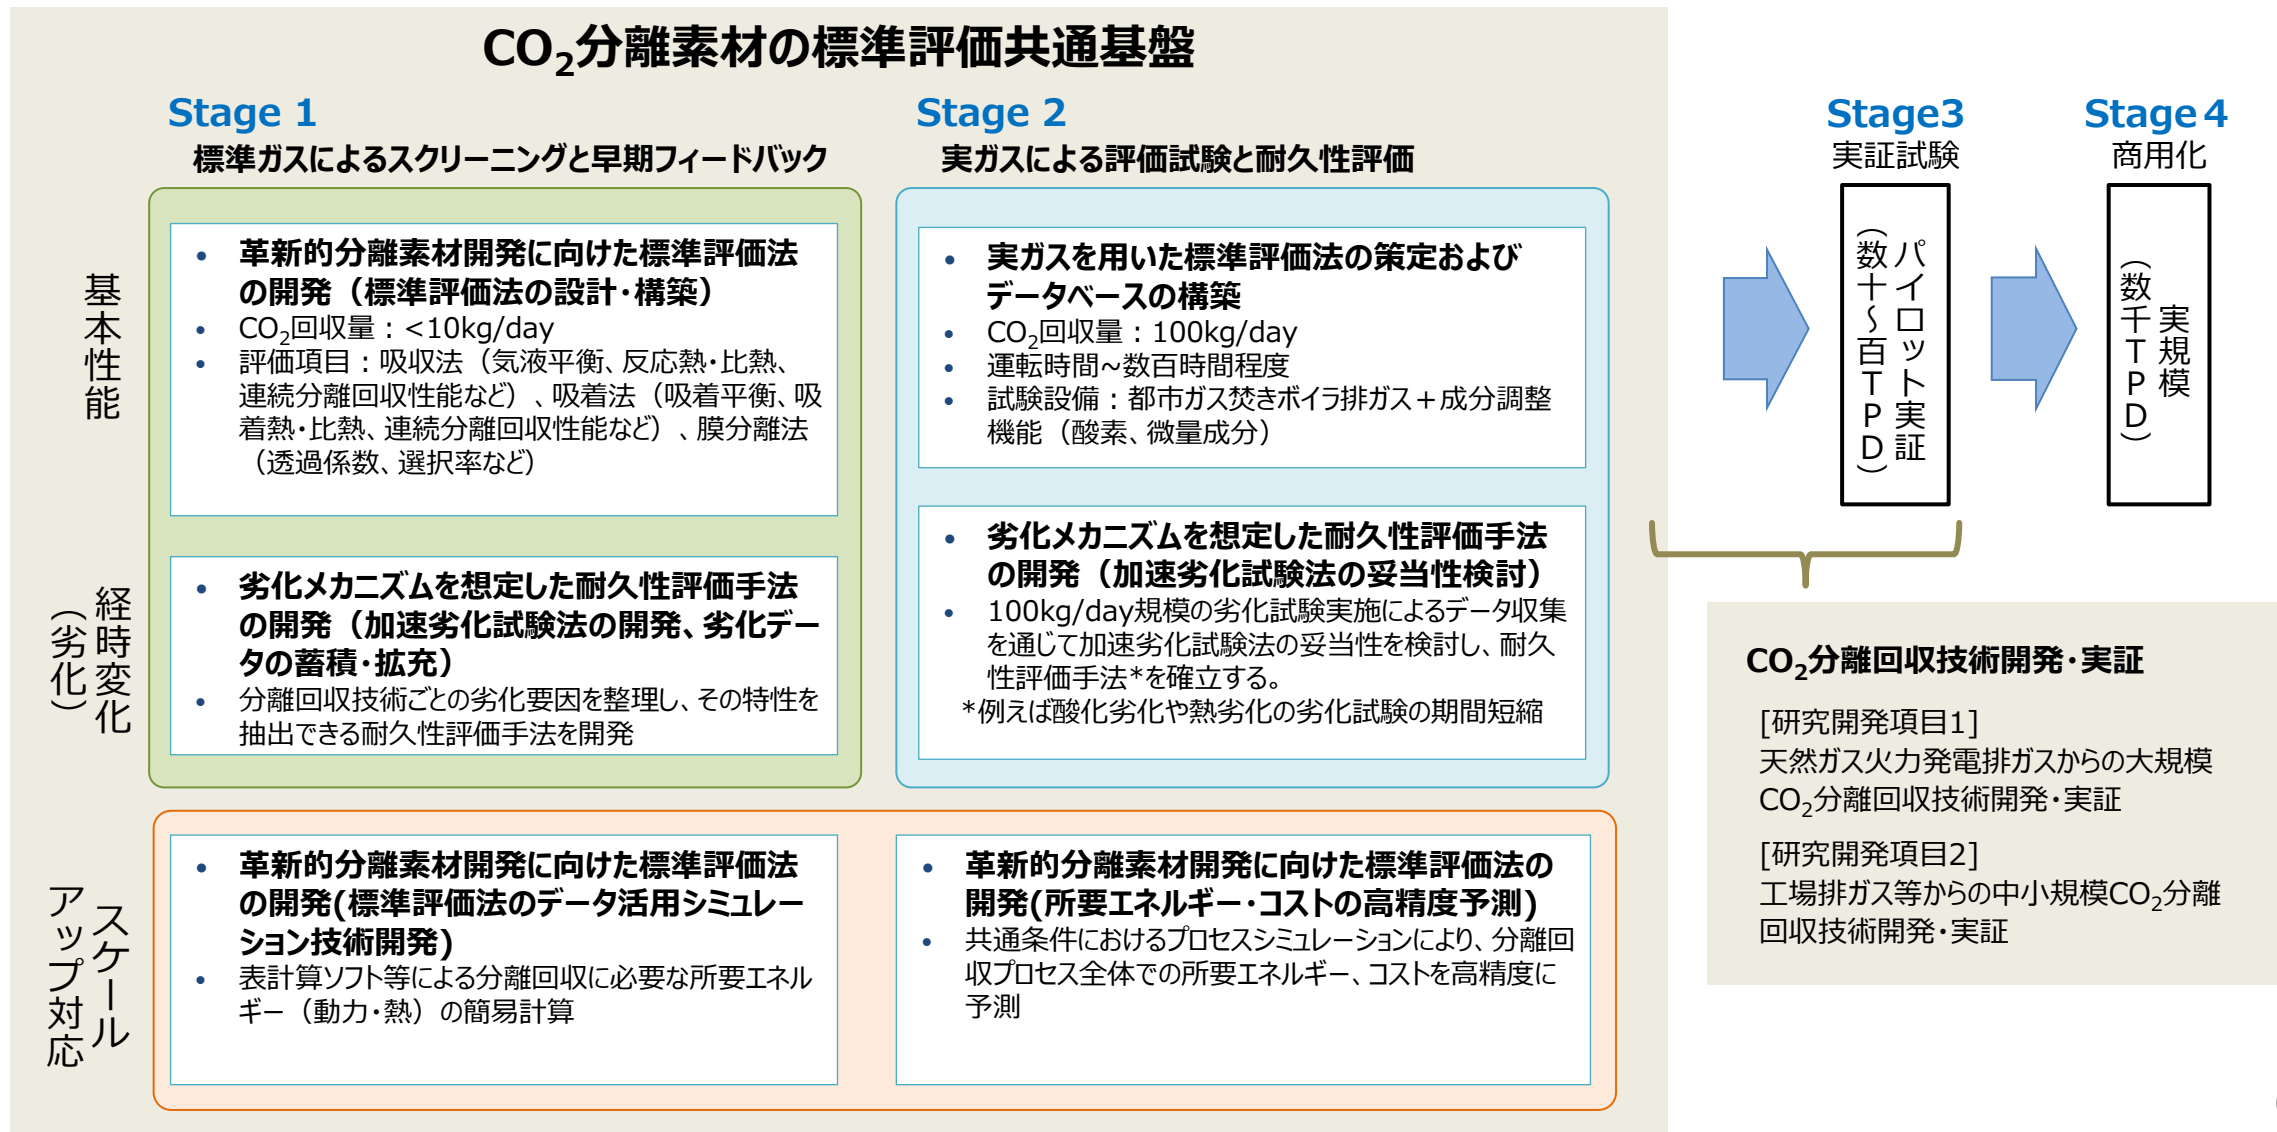 CO₂分離素材の標準評価共通基盤
Stage 1
標準ガスによるスクリーニングと早期フィードバック
基本性能
• 革新的分離素材開発に向けた標準評価法
の開発（標準評価法の設計・構築）
• CO₂回収量：<10kg/day
• 評価項目：吸収法（気液平衡、反応熱・比熱、
連続分離回収性能など）、吸着法（吸着平衡、吸
着熱・比熱、連続分離回収性能など）、膜分離法
（透過係数、選択率など）
経時変化
（劣化）
• 劣化メカニズムを想定した耐久性評価手法
の開発（加速劣化試験法の開発、劣化デー
タの蓄積・拡充）
• 分離回収技術ごとの劣化要因を整理し、その特性を
抽出できる耐久性評価手法を開発
Stage 2
実ガスによる評価試験と耐久性評価
• 実ガスを用いた標準評価法の策定および
データベースの構築
• CO₂回収量：100kg/day
• 運転時間~数百時間程度
• 試験設備：都市ガス焚きボイラ排ガス＋成分調整
機能（酸素、微量成分）
• 劣化メカニズムを想定した耐久性評価手法
の開発（加速劣化試験法の妥当性検討）
• 100kg/day規模の劣化試験実施によるデータ収集
を通じて加速劣化試験法の妥当性を検討し、耐久
性評価手法*を確立する。
*例えば酸化劣化や熱劣化の劣化試験の期間短縮
スケール
アップ対応
• 革新的分離素材開発に向けた標準評価法
の開発(標準評価法のデータ活用シミュレー
ション技術開発)
• 表計算ソフト等による分離回収に必要な所要エネル
ギー（動力・熱）の簡易計算
• 革新的分離素材開発に向けた標準評価法の
開発(所要エネルギー・コストの高精度予測)
• 共通条件におけるプロセスシミュレーションにより、分離回
収プロセス全体での所要エネルギー、コストを高精度に
予測
Stage3
実証試験
パイロット実証
（数十～百ＴＰＤ）
Stage４
商用化
実規模
（数千ＴＰＤ）
CO₂分離回収技術開発・実証
[研究開発項目1]
天然ガス火力発電排ガスからの大規模
CO₂分離回収技術開発・実証
[研究開発項目2]
工場排ガス等からの中小規模CO₂分離
回収技術開発・実証